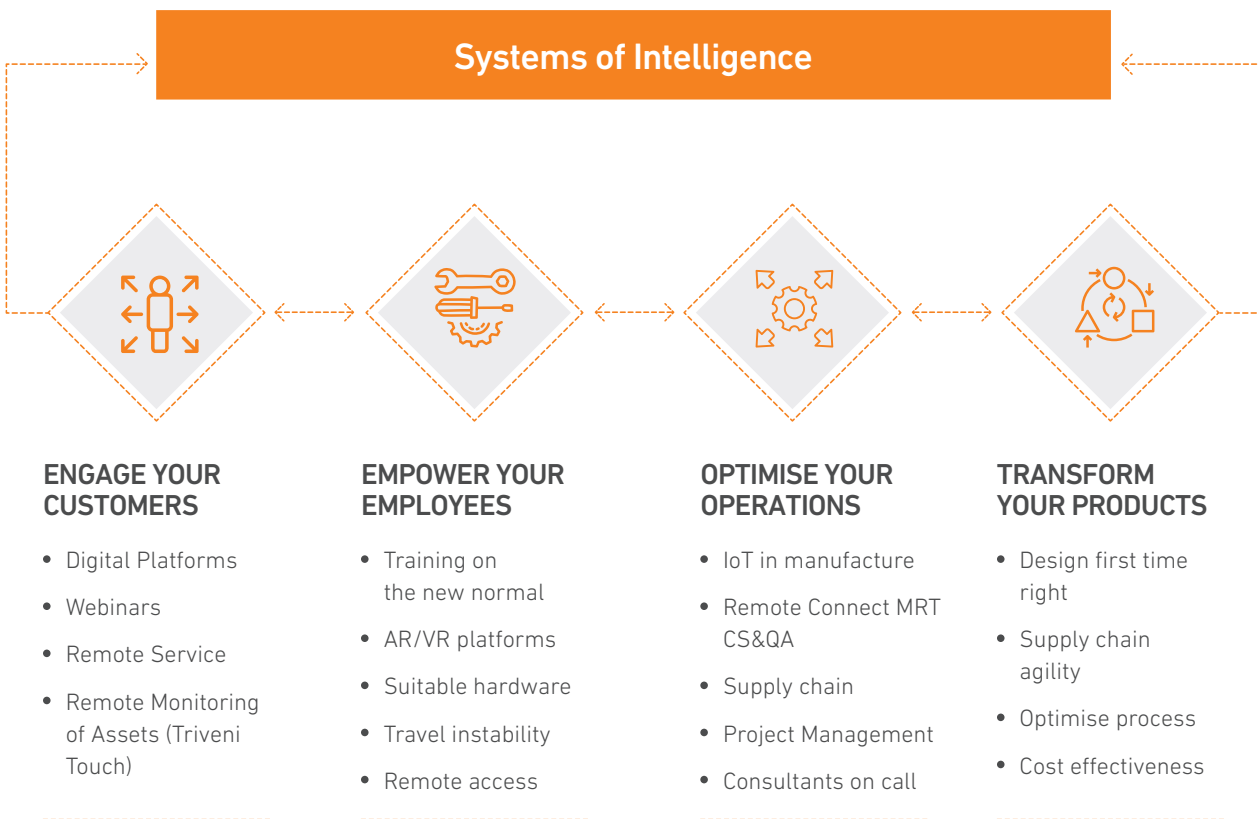 Systems of Intelligence
ENGAGE YOUR
CUSTOMERS
• Digital Platforms
• Webinars
• Remote Service
• Remote Monitoring
of Assets (Triveni
Touch)
EMPOWER YOUR
EMPLOYEES
• Training on
the new normal
• AR/VR platforms
• Suitable hardware
• Travel instability
• Remote access
OPTIMISE YOUR
OPERATIONS
• IoT in manufacture
• Remote Connect MRT
CS&QA
• Supply chain
• Project Management
• Consultants on call
TRANSFORM
YOUR PRODUCTS
• Design first time
right
• Supply chain
agility
• Optimise process
• Cost effectiveness